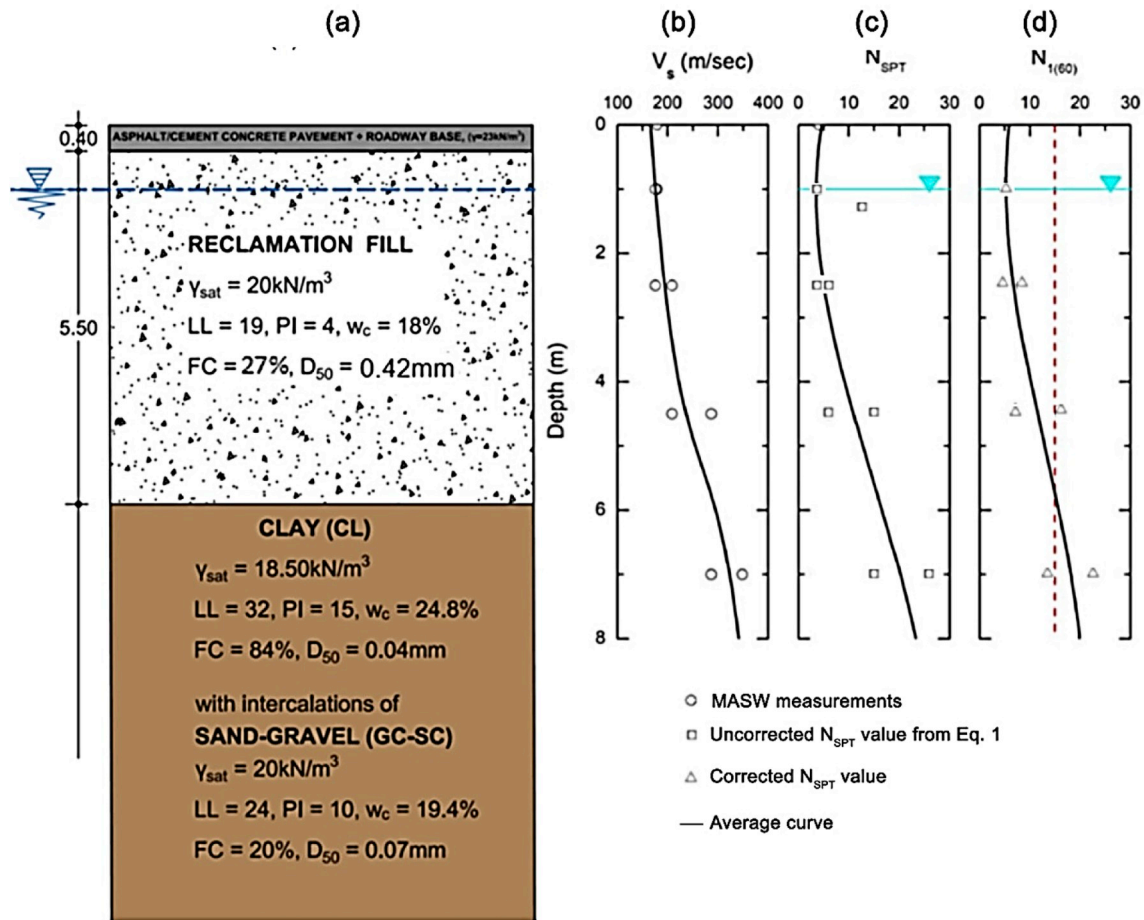 (a)
(b)
(c)
(d)
Vs (m/sec)
NSPT
N1(60)
100 200 300 400
0 10 20 30
0 10 20 30
0
2
4
6
8
Depth (m)
0.40
5.50
ASPHALT/CEMENT CONCRETE PAVEMENT + ROADWAY BASE, (γ=23kN/m³)
RECLAMATION FILL
γsat = 20kN/m³
LL = 19, PI = 4, wc = 18%
FC = 27%, D50 = 0.42mm
CLAY (CL)
γsat = 18.50kN/m³
LL = 32, PI = 15, wc = 24.8%
FC = 84%, D50 = 0.04mm
with intercalations of
SAND-GRAVEL (GC-SC)
γsat = 20kN/m³
LL = 24, PI = 10, wc = 19.4%
FC = 20%, D50 = 0.07mm
MASW measurements
Uncorrected NSPT value from Eq. 1
Corrected NSPT value
Average curve